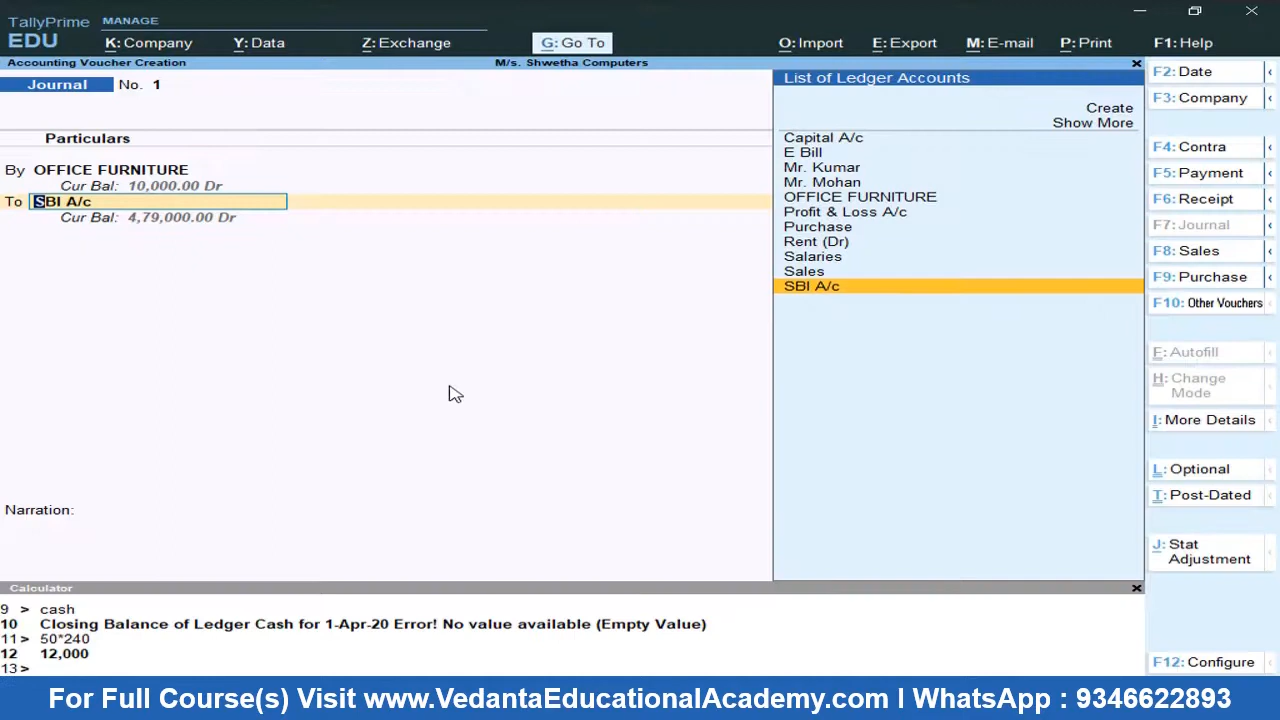 TallyPrime
EDU
MANAGE
K: Company
Y: Data
Z: Exchange
G: Go To
O: Import
E: Export
M: E-mail
P: Print
F1: Help
Accounting Voucher Creation
M/s. Shwetha Computers
Journal No. 1
Particulars
By OFFICE FURNITURE
Cur Bal: 10,000.00 Dr
To SBI A/c
Cur Bal: 4,79,000.00 Dr
Narration:
List of Ledger Accounts
Create
Show More
Capital A/c
E Bill
Mr. Kumar
Mr. Mohan
OFFICE FURNITURE
Profit & Loss A/c
Purchase
Rent (Dr)
Salaries
Sales
SBI A/c
F2: Date
F3: Company
F4: Contra
F5: Payment
F6: Receipt
F7: Journal
F8: Sales
F9: Purchase
F10: Other Vouchers
F: Autofill
H: Change
Mode
I: More Details
L: Optional
T: Post-Dated
J: Stat
Adjustment
F12: Configure
Calculator
9 > cash
10 Closing Balance of Ledger Cash for 1-Apr-20 Error! No value available (Empty Value)
11> 50*240
12 12,000
13>
For Full Course(s) Visit www.VedantaEducationalAcademy.com I WhatsApp : 9346622893